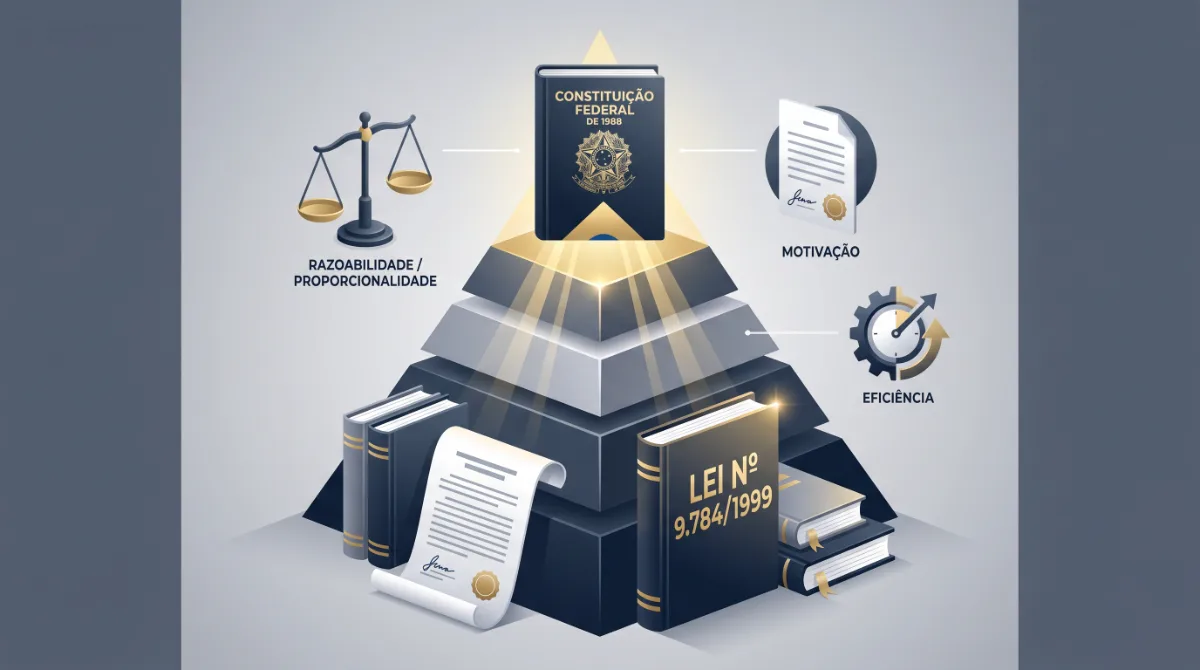 CONSTITUIÇÃO
FEDERAL
DE 1988
RAZOABILIDADE /
PROPORCIONALIDADE
MOTIVAÇÃO
EFICIÊNCIA
LEI Nº
9.784/1999